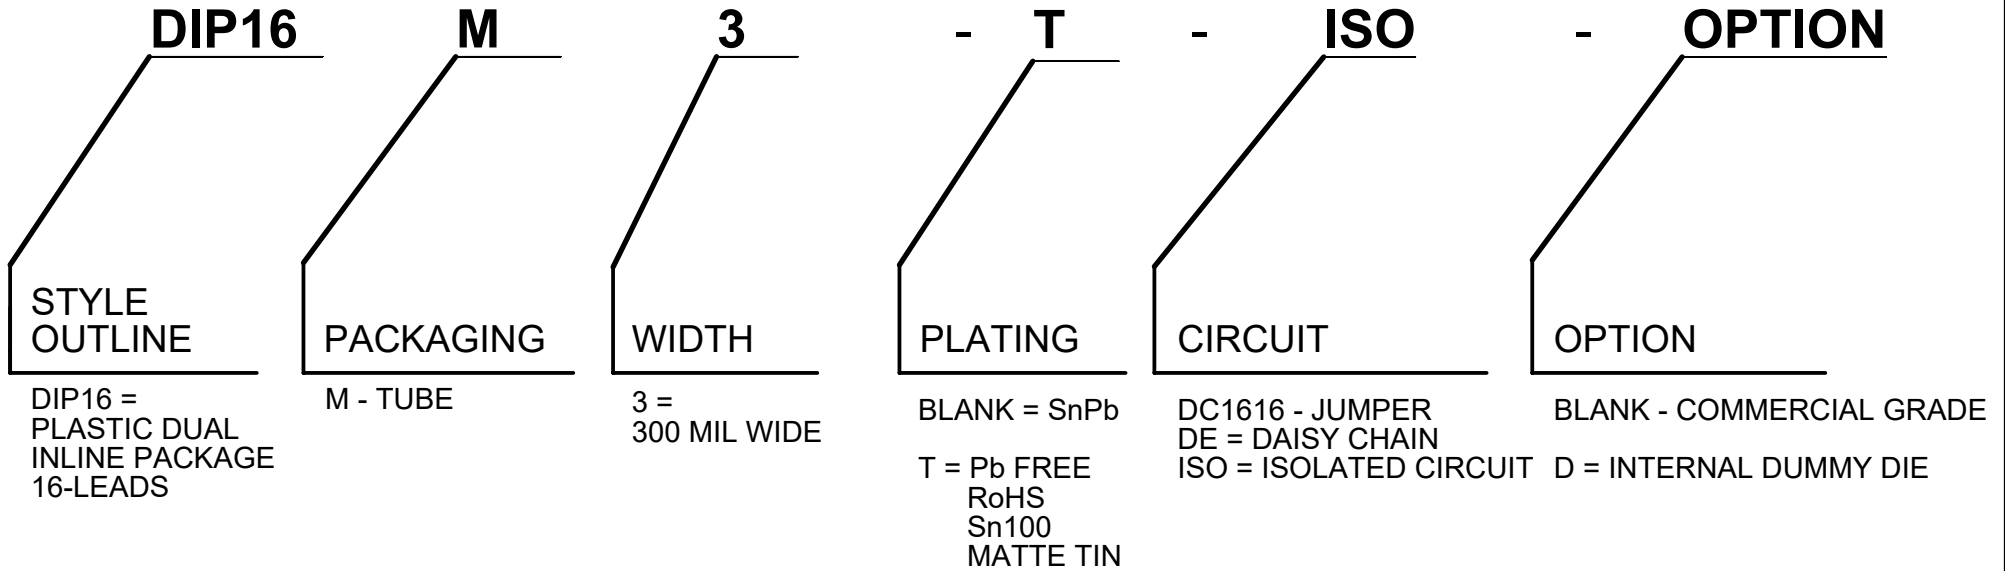 DIP16 M 3 - T - ISO - OPTION
STYLE
OUTLINE
DIP16 =
PLASTIC DUAL
INLINE PACKAGE
16-LEADS
PACKAGING
M - TUBE
WIDTH
3 =
300 MIL WIDE
PLATING
BLANK = SnPb
T = Pb FREE
RoHS
Sn100
MATTE TIN
CIRCUIT
DC1616 - JUMPER
DE = DAISY CHAIN
ISO = ISOLATED CIRCUIT
OPTION
BLANK - COMMERCIAL GRADE
D = INTERNAL DUMMY DIE